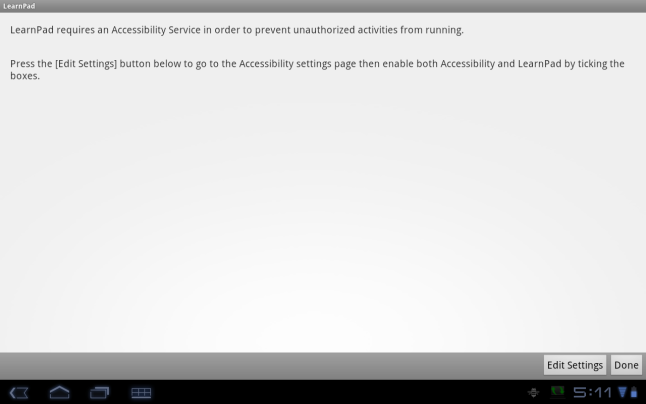 LearnPad
LearnPad requires an Accessibility Service in order to prevent unauthorized activities from running.
Press the [Edit Settings] button below to go to the Accessibility settings page then enable both Accessibility and LearnPad by ticking the
boxes.
Edit Settings Done
5:11